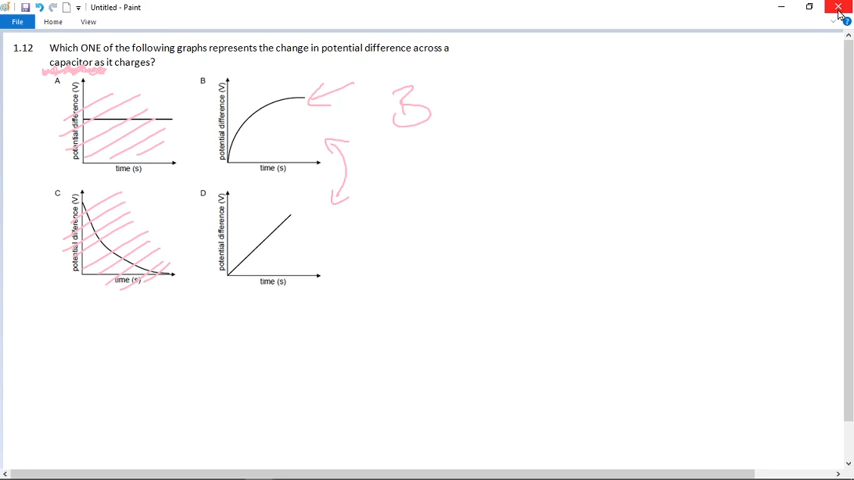 Untitled - Paint
File Home View
1.12 Which ONE of the following graphs represents the change in potential difference across a
capacitor as it charges?
A
potential difference (V)
time (s)
B
potential difference (V)
time (s)
B
C
potential difference (V)
time (s)
D
potential difference (V)
time (s)